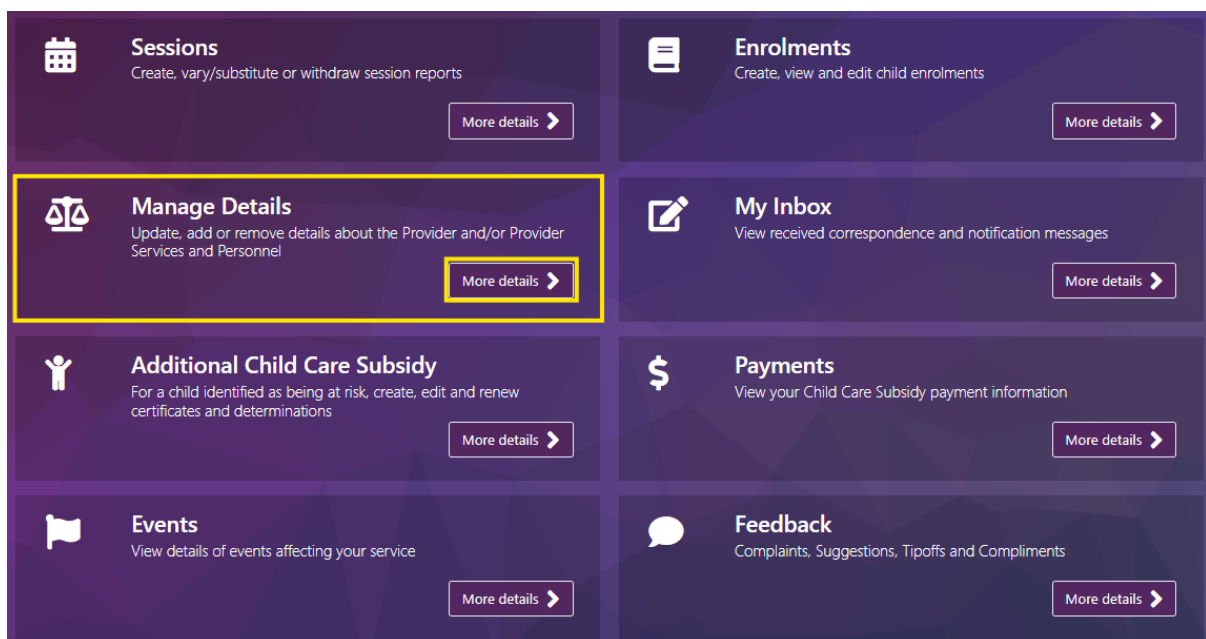 Sessions
Create, vary/substitute or withdraw session reports
More details
Enrolments
Create, view and edit child enrolments
More details
Manage Details
Update, add or remove details about the Provider and/or Provider
Services and Personnel
More details
My Inbox
View received correspondence and notification messages
More details
Additional Child Care Subsidy
For a child identified as being at risk, create, edit and renew
certificates and determinations
More details
Payments
View your Child Care Subsidy payment information
More details
Events
View details of events affecting your service
More details
Feedback
Complaints, Suggestions, Tipoffs and Compliments
More details